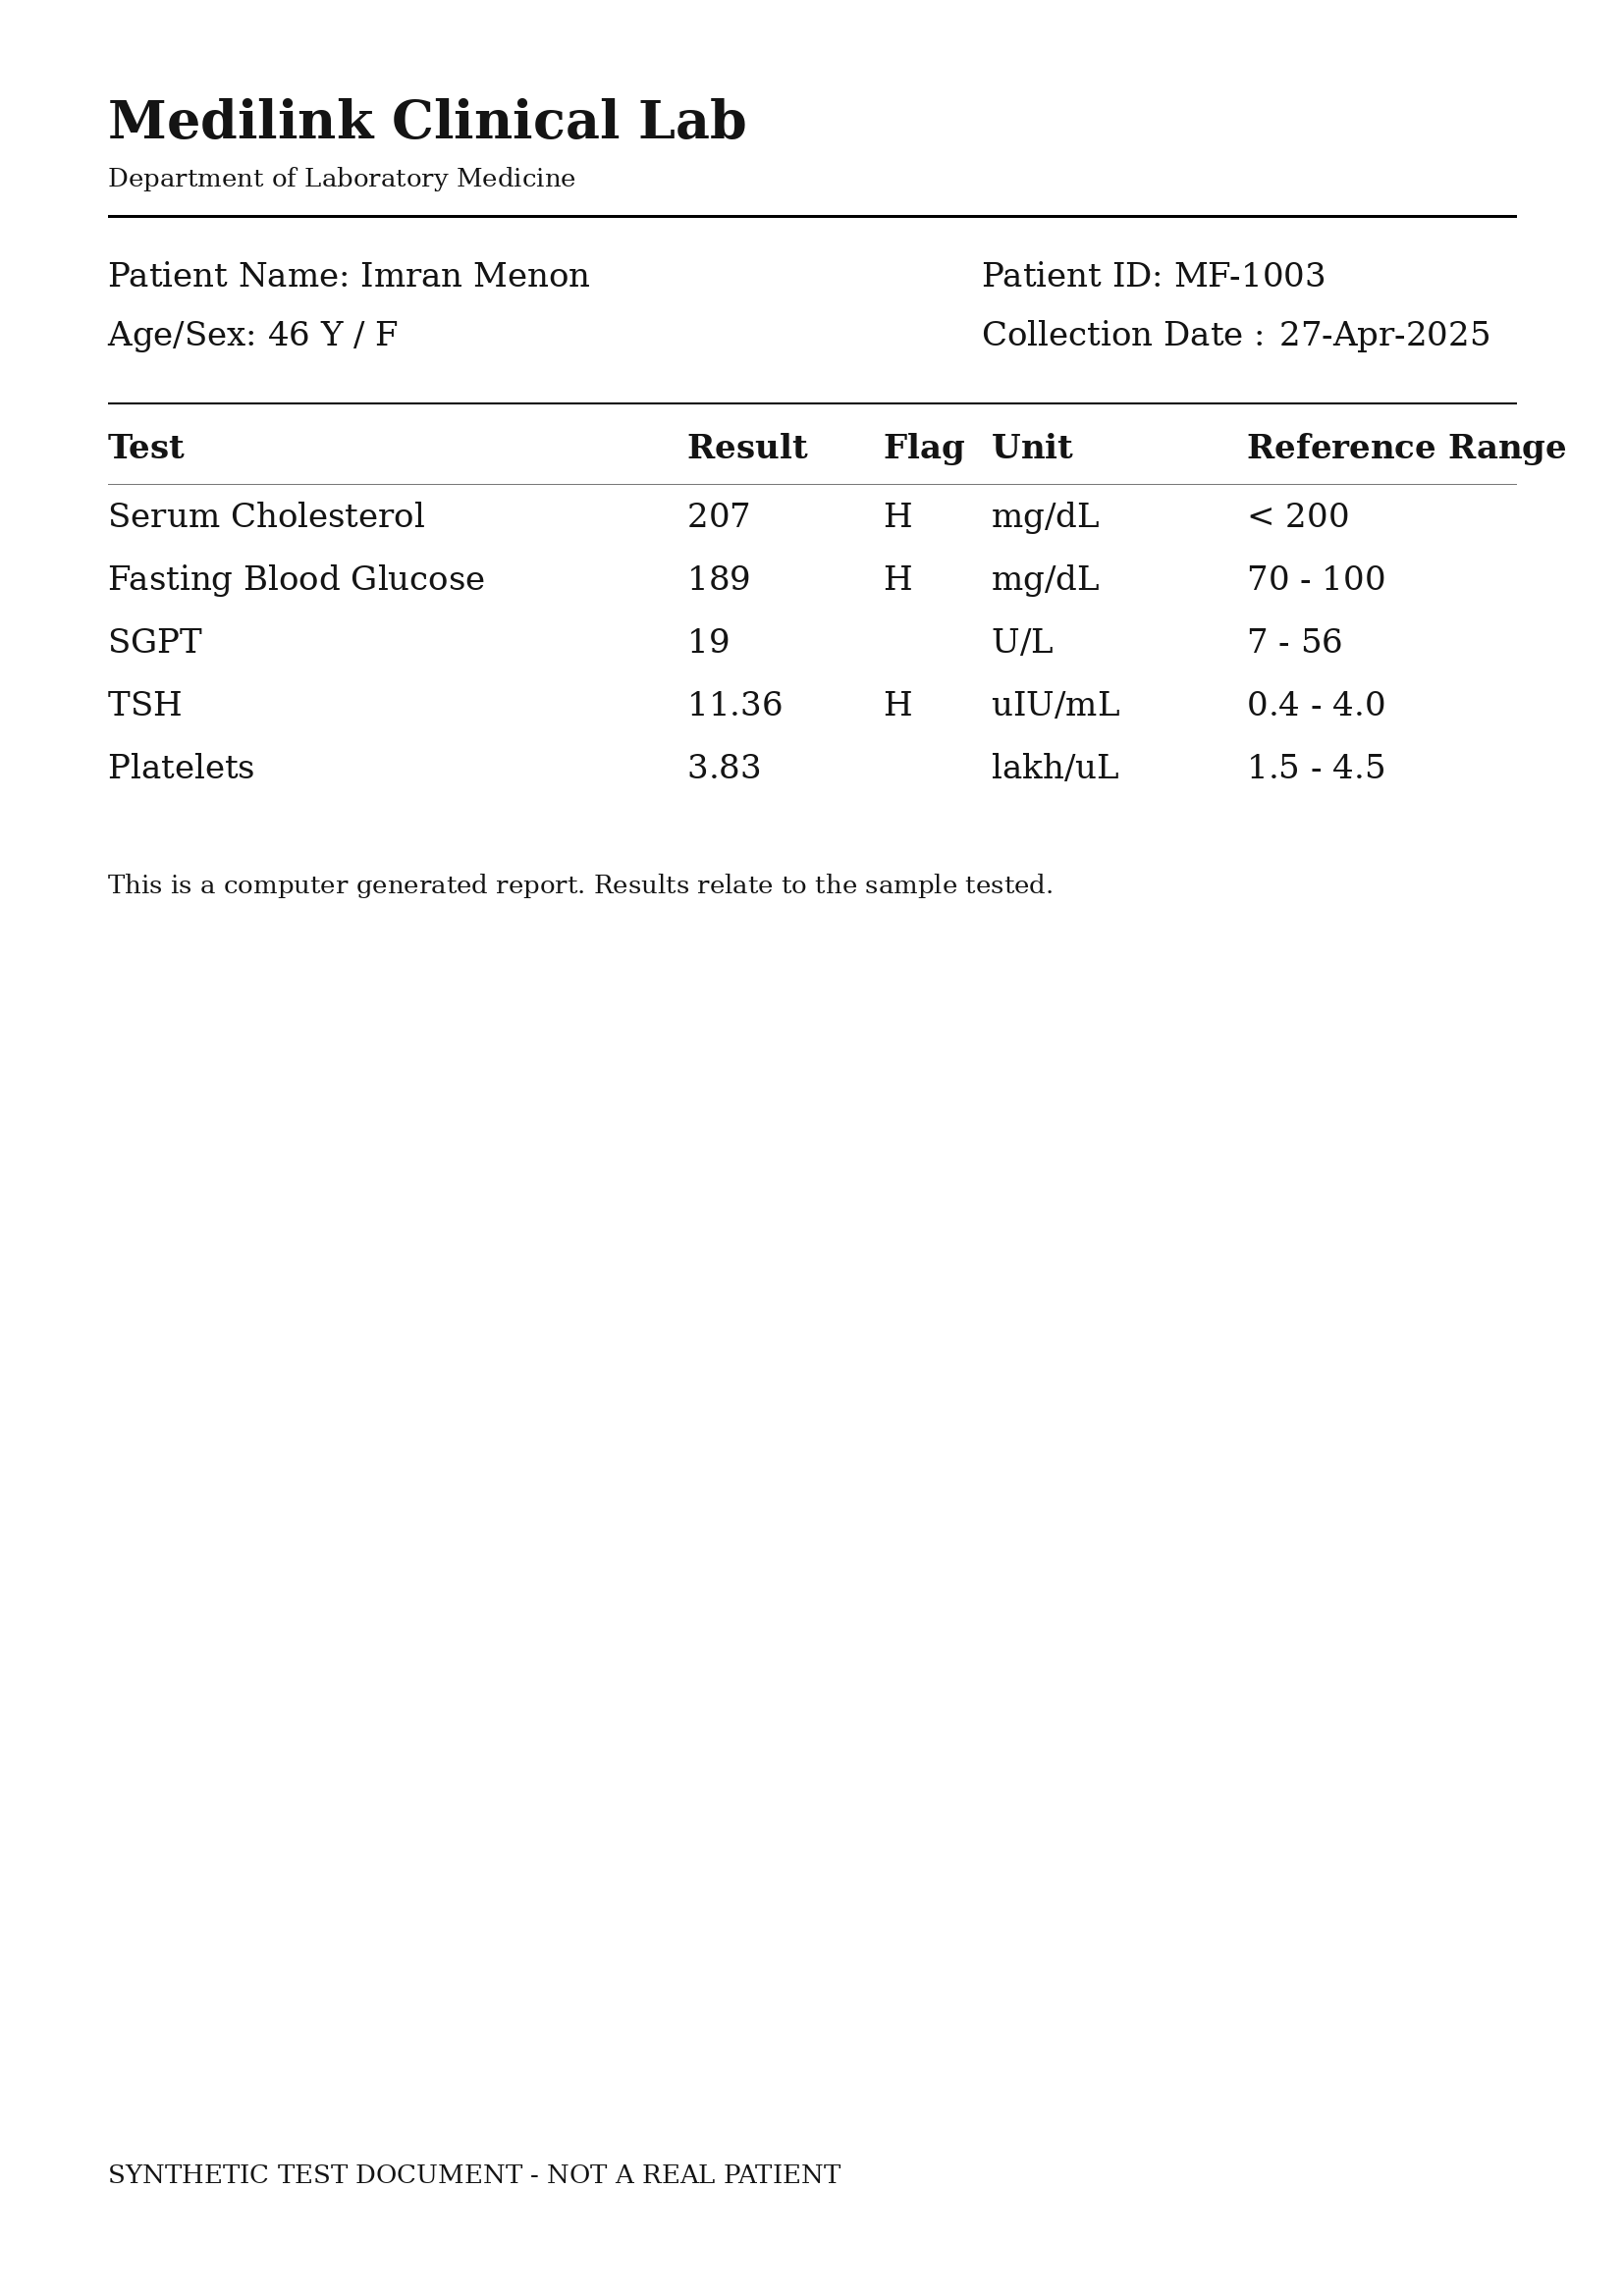 Medilink Clinical Lab
Department of Laboratory Medicine
Patient Name: Imran Menon Patient ID: MF-1003
Age/Sex: 46 Y / F Collection Date : 27-Apr-2025
Test Result Flag Unit Reference Range
Serum Cholesterol 207 H mg/dL < 200
Fasting Blood Glucose 189 H mg/dL 70 - 100
SGPT 19 U/L 7 - 56
TSH 11.36 H uIU/mL 0.4 - 4.0
Platelets 3.83 lakh/uL 1.5 - 4.5
This is a computer generated report. Results relate to the sample tested.
SYNTHETIC TEST DOCUMENT - NOT A REAL PATIENT